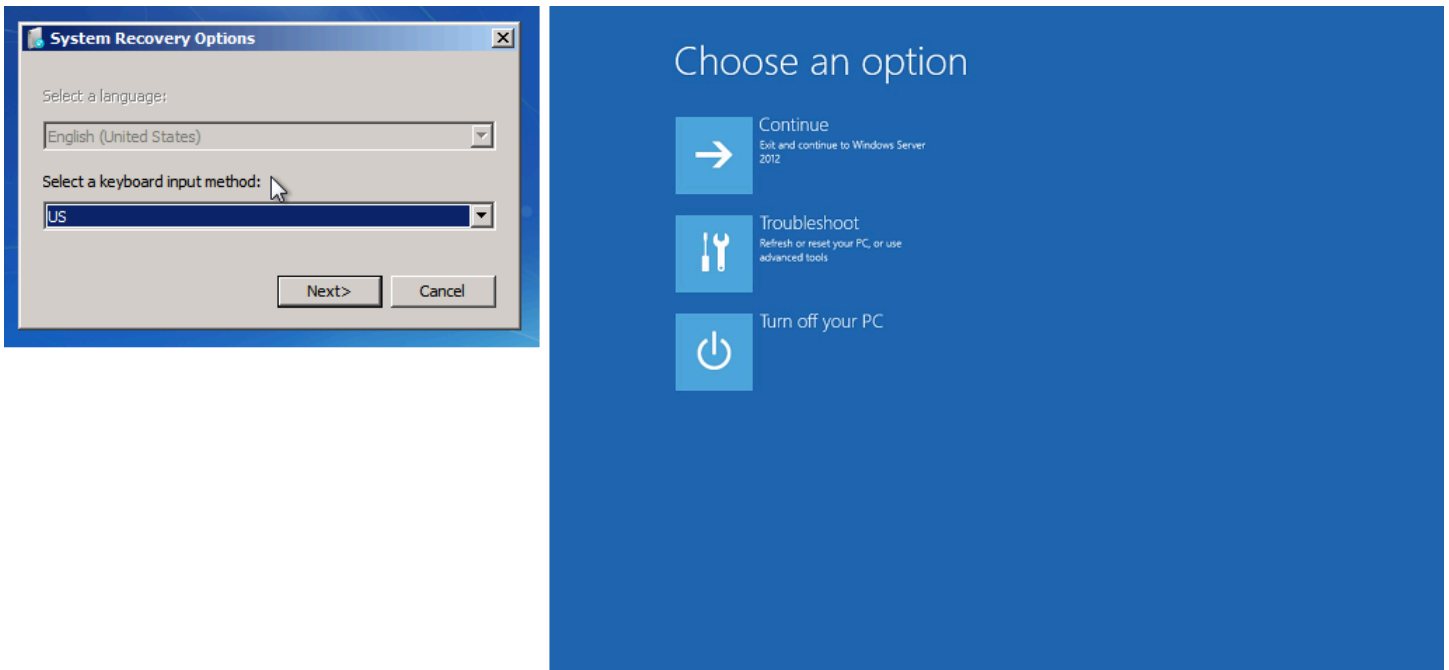 System Recovery Options
Select a language:
English (United States)
Select a keyboard input method:
US
Next>
Cancel
Choose an option
Continue
Exit and continue to Windows Server
2012
Troubleshoot
Refresh or reset your PC, or use
advanced tools
Turn off your PC